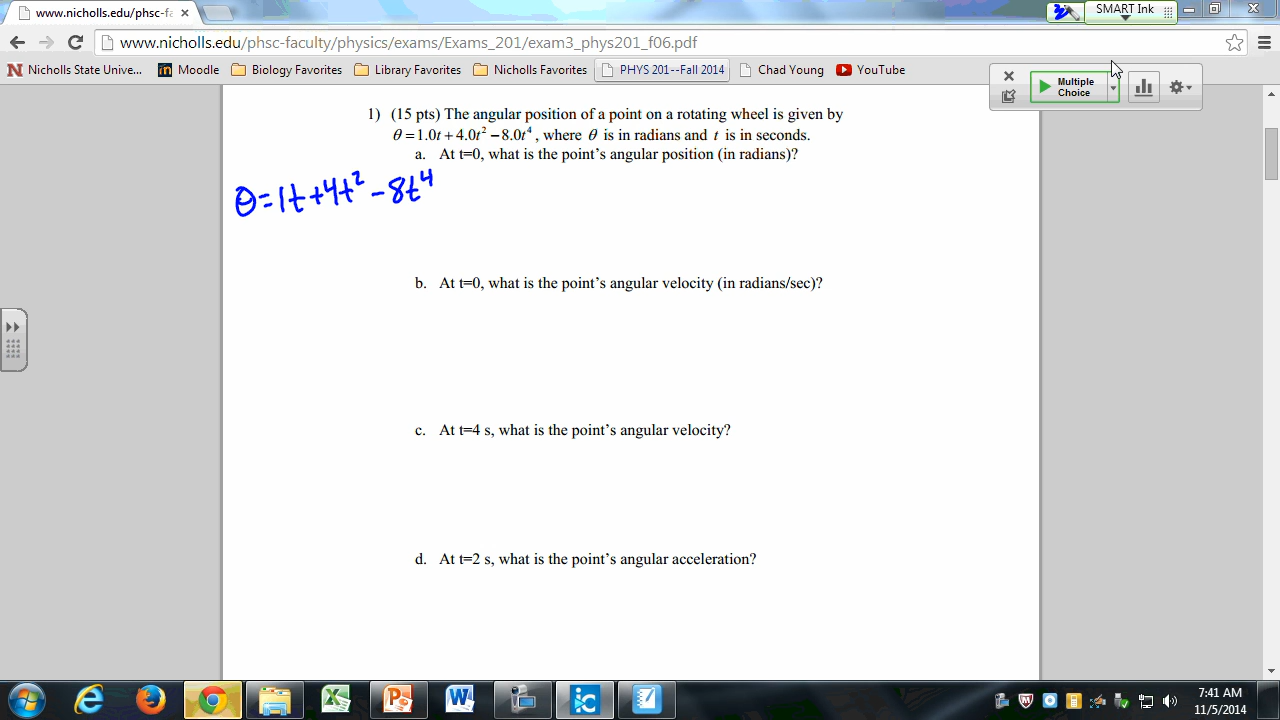 www.nicholls.edu/phsc-fa
SMART Ink
www.nicholls.edu/phsc-faculty/physics/exams/Exams_201/exams_phys201_f06.pdf
Nicholls State Unive... Moodle Biology Favorites Library Favorites Nicholls Favorites PHYS 201--Fall 2014 Chad Young YouTube
Multiple
Choice
1) (15 pts) The angular position of a point on a rotating wheel is given by
θ = 1.0t + 4.0t² − 8.0t⁴, where θ is in radians and t is in seconds.
a. At t=0, what is the point's angular position (in radians)?
θ = 1t + 4t² − 8t⁴
b. At t=0, what is the point's angular velocity (in radians/sec)?
c. At t=4 s, what is the point's angular velocity?
d. At t=2 s, what is the point's angular acceleration?
7:41 AM
11/5/2014